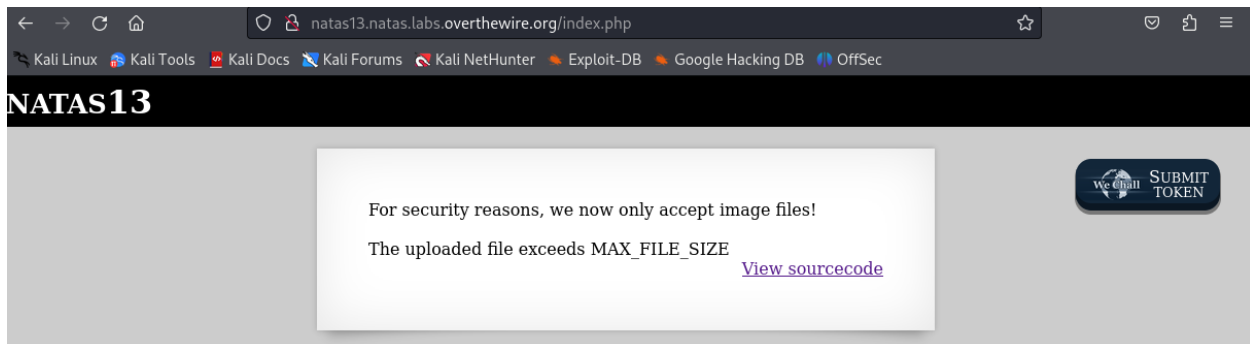 natas13.natas.labs.overthewire.org/index.php
Kali Linux Kali Tools Kali Docs Kali Forums Kali NetHunter Exploit-DB Google Hacking DB OffSec
NATAS13
We Chall SUBMIT TOKEN
For security reasons, we now only accept image files!
The uploaded file exceeds MAX_FILE_SIZE
View sourcecode